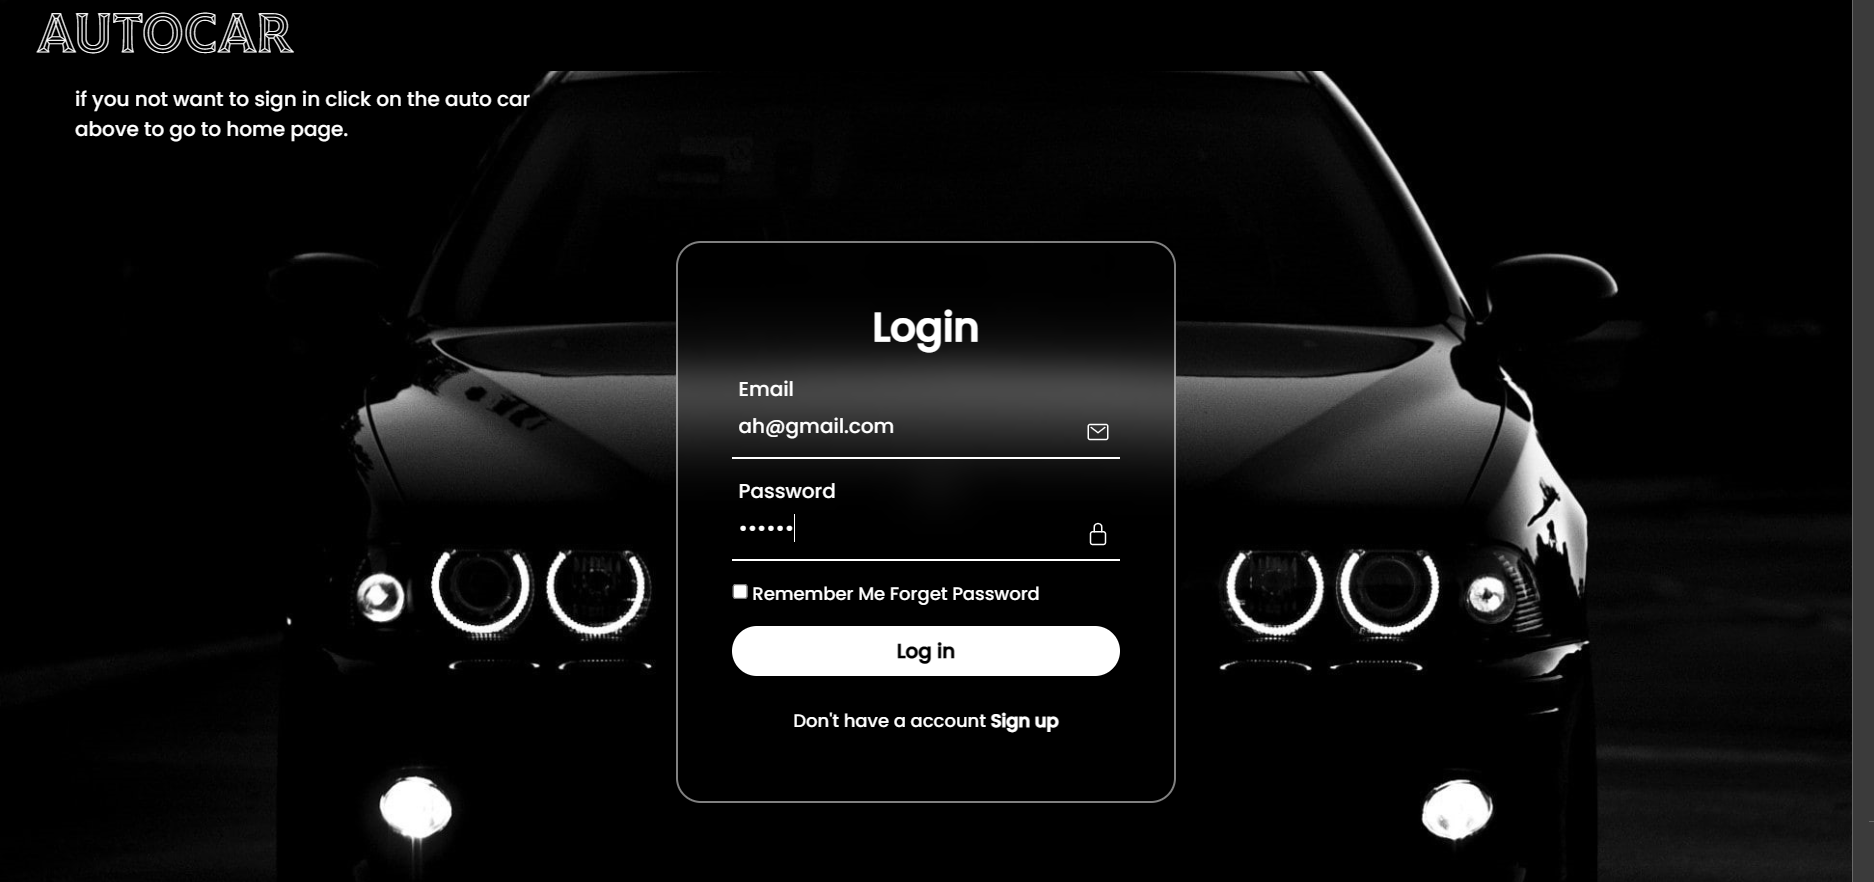 AUTOCAR
if you not want to sign in click on the auto car
above to go to home page.
Login
Email
ah@gmail.com
Password
••••••
Remember Me Forget Password
Log in
Don't have a account Sign up